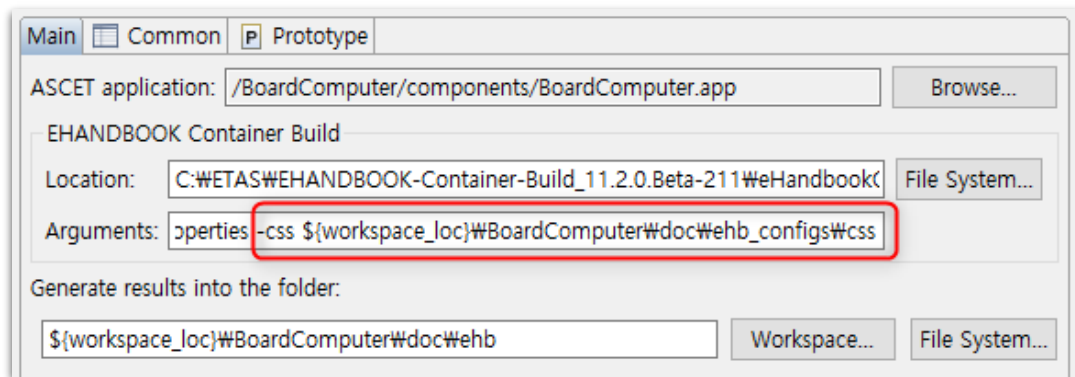 Main Common P Prototype
ASCET application: /BoardComputer/components/BoardComputer.app Browse...
EHANDBOOK Container Build
Location: C:₩ETAS₩EHANDBOOK-Container-Build_11.2.0.Beta-211₩eHandbookC File System...
Arguments: operties -css ${workspace_loc}₩BoardComputer₩doc₩ehb_configs₩css
Generate results into the folder:
${workspace_loc}₩BoardComputer₩doc₩ehb Workspace... File System...